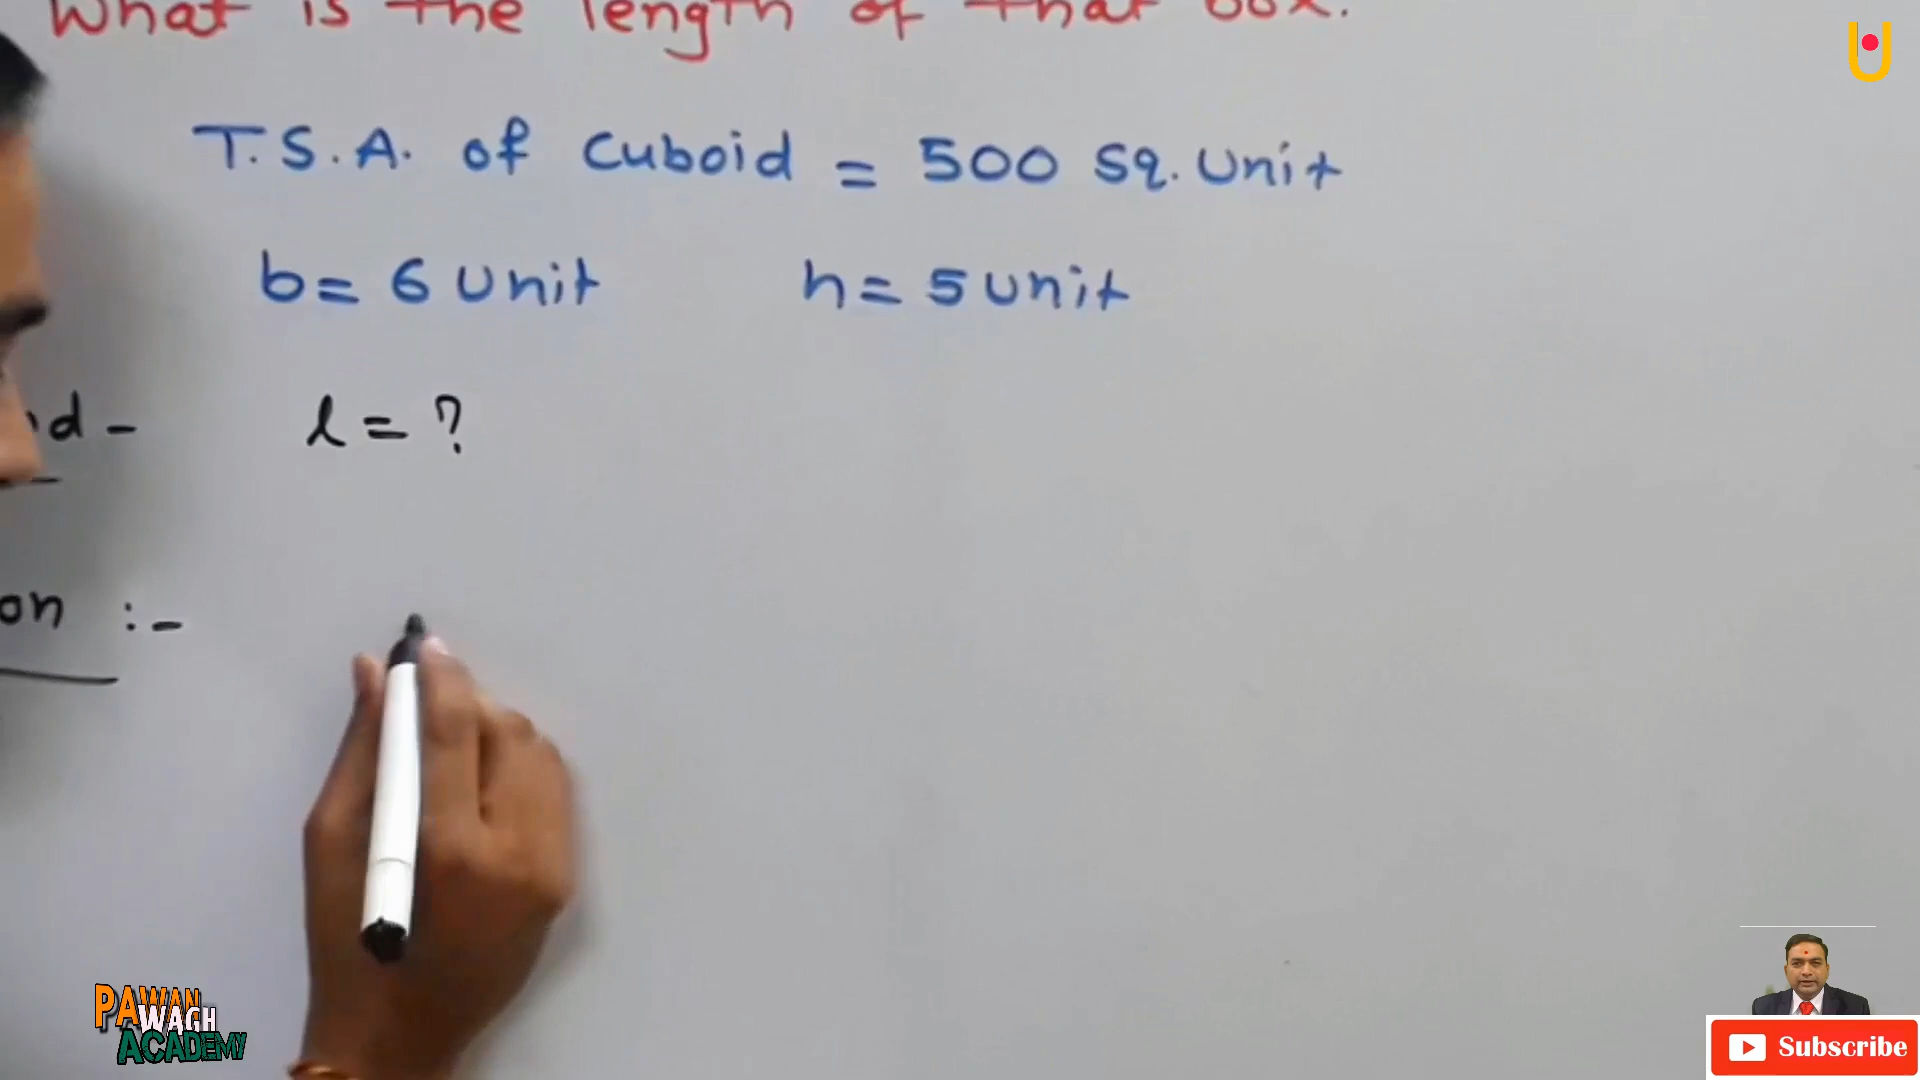 What is the length of that box.
T.S.A. of Cuboid = 500 Sq. Unit
b = 6 Unit h = 5 Unit
l = ?
on :-
PAWAN
WAGH
ACADEMY
Subscribe